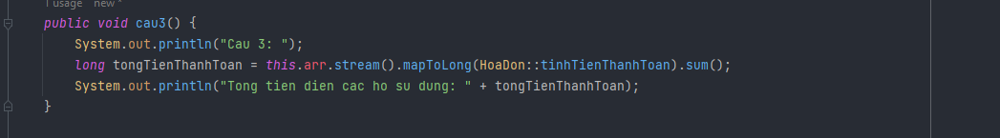 1 usage new *
public void cau3() {
System.out.println("Cau 3: ");
long tongTienThanhToan = this.arr.stream().mapToLong(HoaDon::tinhTienThanhToan).sum();
System.out.println("Tong tien dien cac ho su dung: " + tongTienThanhToan);
}